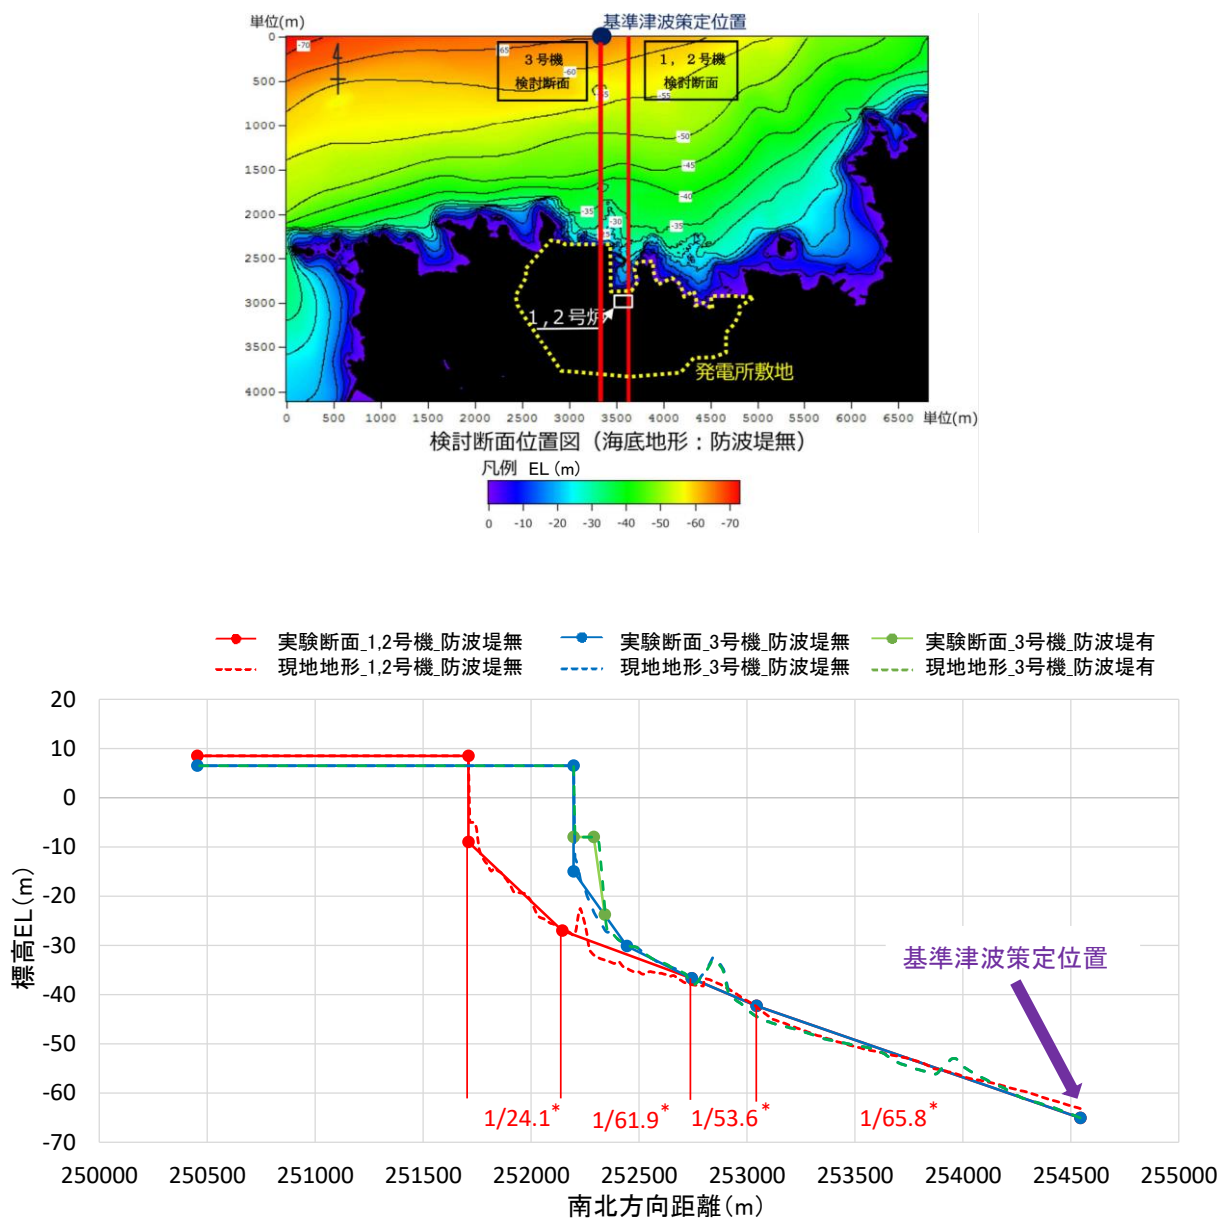 単位(m)
基準津波策定位置
3号機
検討断面
1，2号機
検討断面
-70
65
-60
-55
-50
-45
-40
-35
-30
-35
0
500
1000
1500
2000
2500
3000
3500
4000
1,2号炉
発電所敷地
0 500 1000 1500 2000 2500 3000 3500 4000 4500 5000 5500 6000 6500 単位(m)
検討断面位置図（海底地形：防波堤無）
凡例 EL（m）
0 -10 -20 -30 -40 -50 -60 -70
実験断面_1,2号機_防波堤無 実験断面_3号機_防波堤無 実験断面_3号機_防波堤有
現地地形_1,2号機_防波堤無 現地地形_3号機_防波堤無 現地地形_3号機_防波堤有
20
10
0
-10
-20
-30
-40
-50
-60
-70
標高EL(m)
基準津波策定位置
1/24.1*
1/61.9*
1/53.6*
1/65.8*
250000 250500 251000 251500 252000 252500 253000 253500 254000 254500 255000
南北方向距離(m)